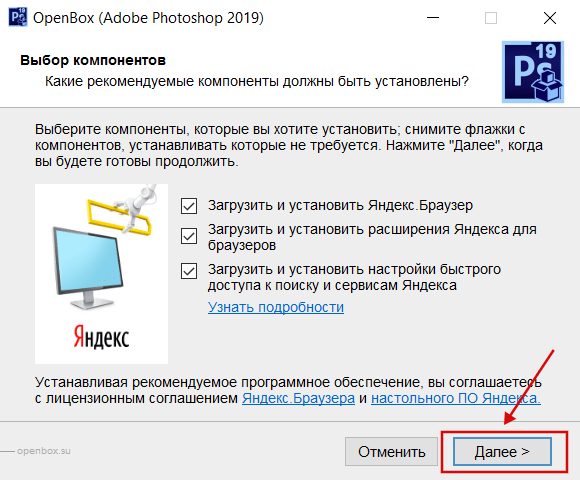 OpenBox (Adobe Photoshop 2019)
Выбор компонентов
Какие рекомендуемые компоненты должны быть установлены?
19
Ps
Выберите компоненты, которые вы хотите установить; снимите флажки с
компонентов, устанавливать которые не требуется. Нажмите "Далее", когда
вы будете готовы продолжить.
Загрузить и установить Яндекс.Браузер
Загрузить и установить расширения Яндекса для
браузеров
Загрузить и установить настройки быстрого
доступа к поиску и сервисам Яндекса
Узнать подробности
Яндекс
Устанавливая рекомендуемое программное обеспечение, вы соглашаетесь
с лицензионным соглашением Яндекс.Браузера и настольного ПО Яндекса.
openbox.su
Отменить
Далее >